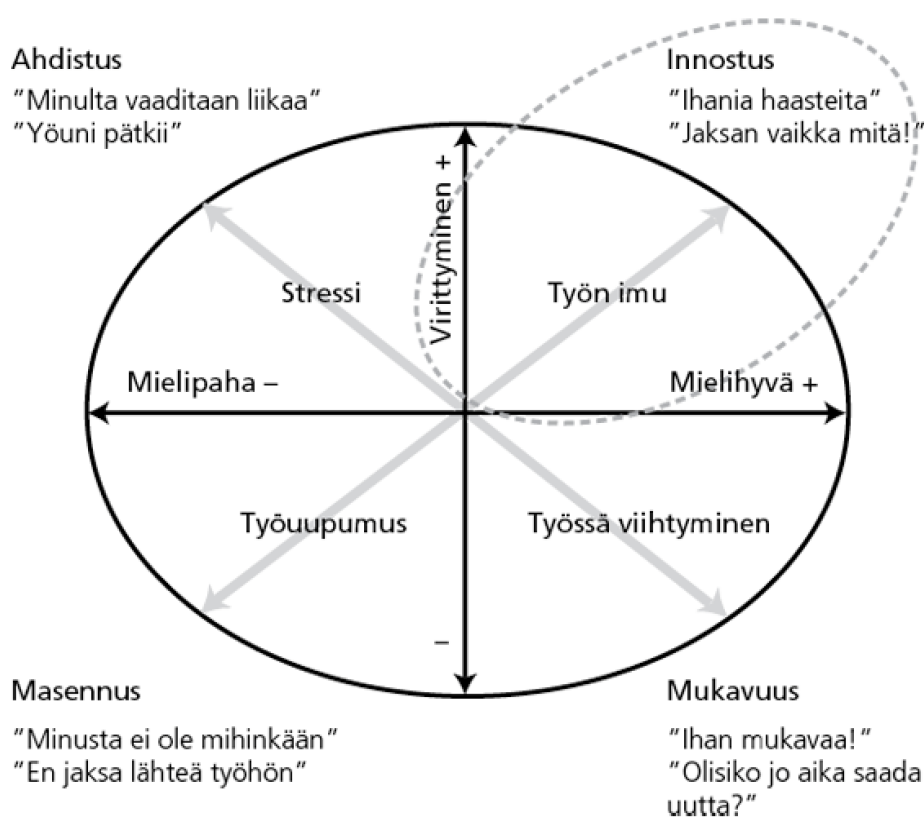 Ahdistus
"Minulta vaaditaan liikaa"
"Yöuni pätkii"
Innostus
"Ihania haasteita"
"Jaksan vaikka mitä!"
Virittyminen +
Stressi
Työn imu
Mielipaha –
Mielihyvä +
Työuupumus
Työssä viihtyminen
–
Masennus
"Minusta ei ole mihinkään"
"En jaksa lähteä työhön"
Mukavuus
"Ihan mukavaa!"
"Olisiko jo aika saada
uutta?"